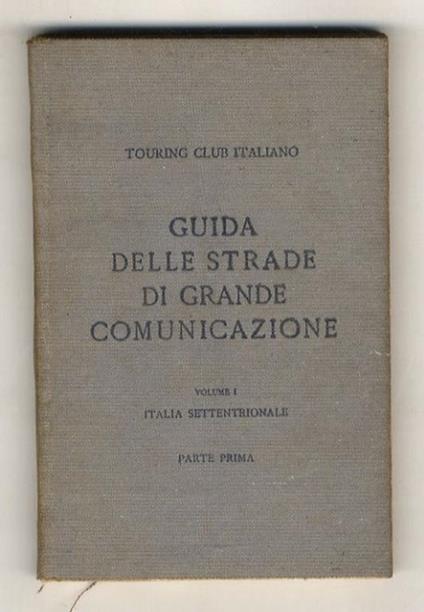 TOURING CLUB ITALIANO
GUIDA
DELLE STRADE
DI GRANDE
COMUNICAZIONE
VOLUME I
ITALIA SETTENTRIONALE
PARTE PRIMA